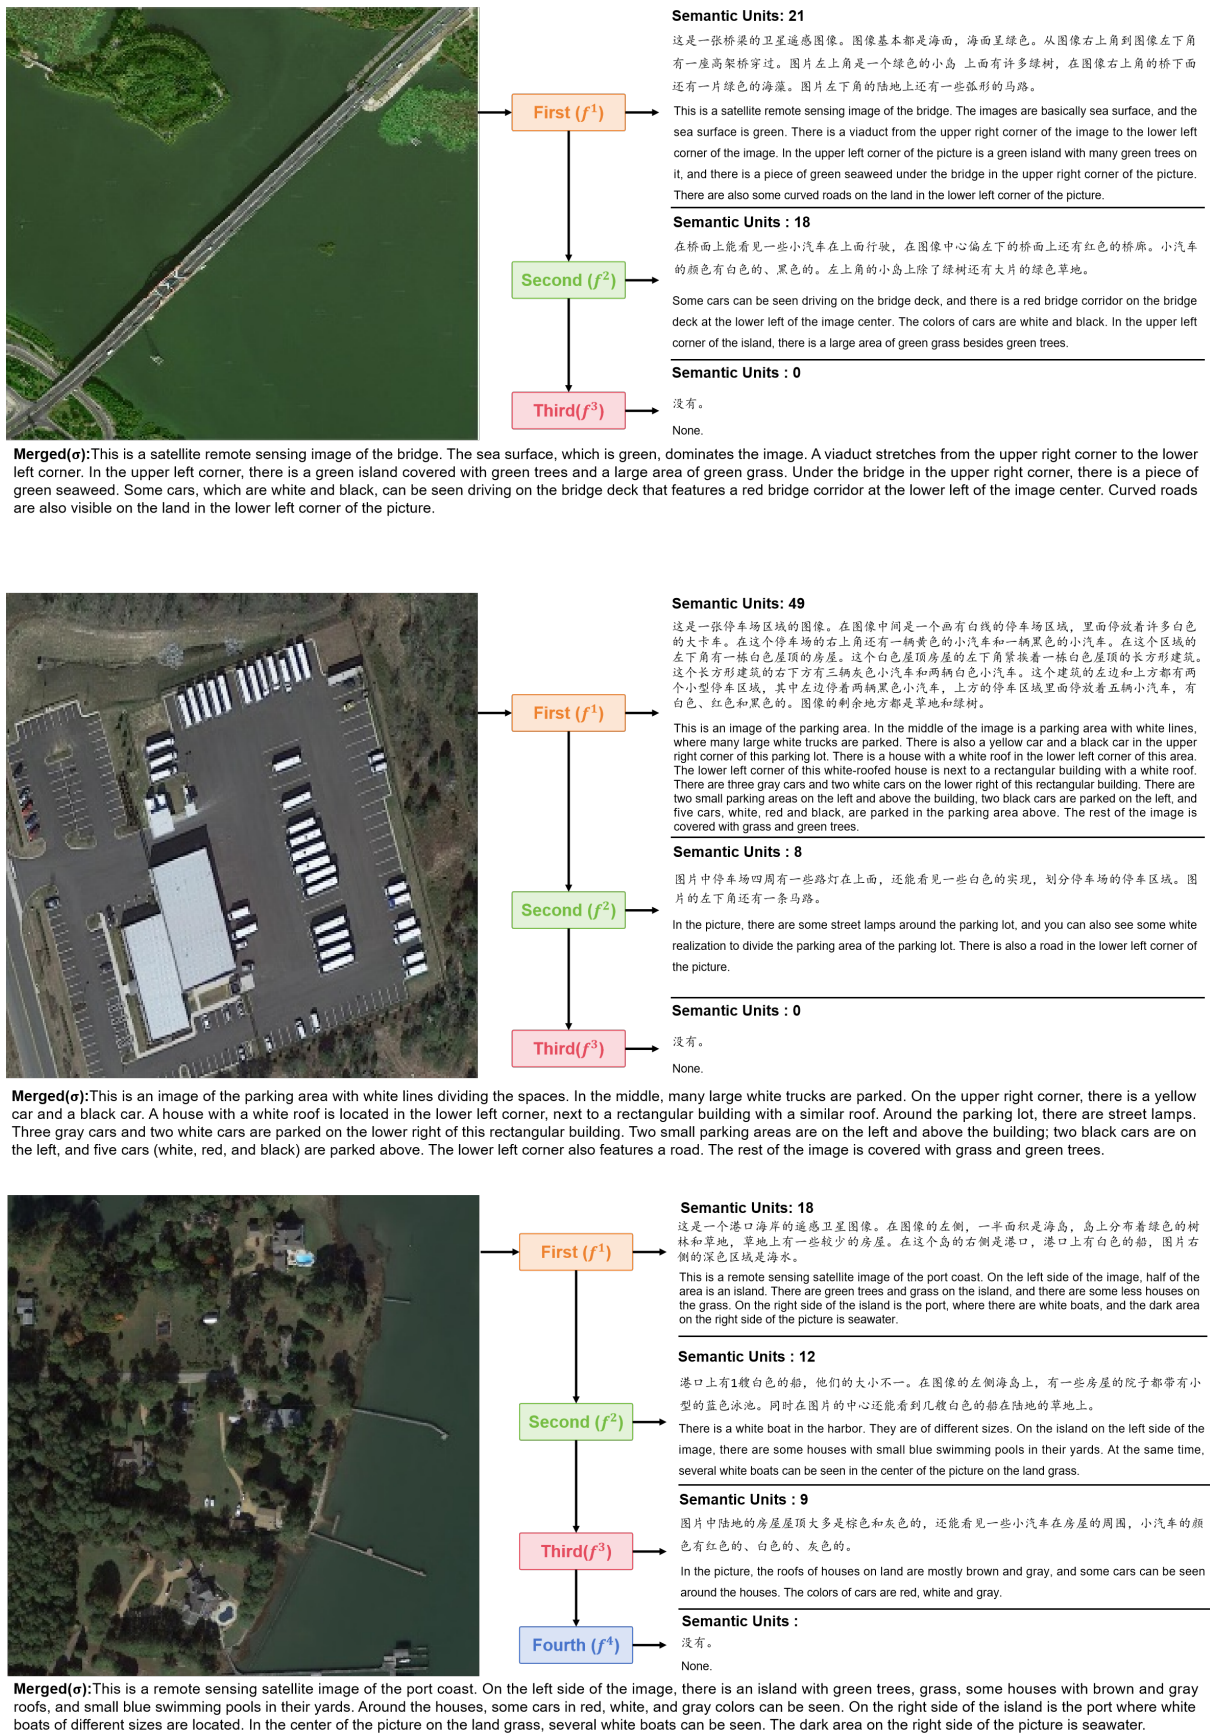 Semantic Units: 21
这是一张桥梁的卫星遥感图像。图像基本都是海面，海面呈绿色。从图像右上角到图像左下角
有一座高架桥穿过。图片左上角是一个绿色的小岛 上面有许多绿树，在图像右上角的桥下面
还有一片绿色的海藻。图片左下角的陆地上还有一些弧形的马路。
First (f¹)
This is a satellite remote sensing image of the bridge. The images are basically sea surface, and the
sea surface is green. There is a viaduct from the upper right corner of the image to the lower left
corner of the image. In the upper left corner of the picture is a green island with many green trees on
it, and there is a piece of green seaweed under the bridge in the upper right corner of the picture.
There are also some curved roads on the land in the lower left corner of the picture.
Semantic Units : 18
在桥面上能看见一些小汽车在上面行驶，在图像中心偏左下的桥面上还有红色的桥廊。小汽车
的颜色有白色的、黑色的。左上角的小岛上除了绿树还有大片的绿色草地。
Second (f²)
Some cars can be seen driving on the bridge deck, and there is a red bridge corridor on the bridge
deck at the lower left of the image center. The colors of cars are white and black. In the upper left
corner of the island, there is a large area of green grass besides green trees.
Semantic Units : 0
没有。
Third(f³)
None.
Merged(σ):This is a satellite remote sensing image of the bridge. The sea surface, which is green, dominates the image. A viaduct stretches from the upper right corner to the lower
left corner. In the upper left corner, there is a green island covered with green trees and a large area of green grass. Under the bridge in the upper right corner, there is a piece of
green seaweed. Some cars, which are white and black, can be seen driving on the bridge deck that features a red bridge corridor at the lower left of the image center. Curved roads
are also visible on the land in the lower left corner of the picture.
Semantic Units: 49
这是一张停车场区域的图像。在图像中间是一个画有白线的停车场区域，里面停放着许多白色
的大卡车。在这个停车场的右上角还有一辆黄色的小汽车和一辆黑色的小汽车。在这个区域的
左下角有一栋白色屋顶的房屋。这个白色屋顶房屋的左下角紧挨着一栋白色屋顶的长方形建筑。
这个长方形建筑的右下方有三辆灰色小汽车和两辆白色小汽车。这个建筑的左边和上方都有两
个小型停车区域，其中左边停着两辆黑色小汽车，上方的停车区域里面停放着五辆小汽车，有
白色、红色和黑色的。图像的剩余地方都是草地和绿树。
First (f¹)
This is an image of the parking area. In the middle of the image is a parking area with white lines,
where many large white trucks are parked. There is also a yellow car and a black car in the upper
right corner of this parking lot. There is a house with a white roof in the lower left corner of this area.
The lower left corner of this white-roofed house is next to a rectangular building with a white roof.
There are three gray cars and two white cars on the lower right of this rectangular building. There are
two small parking areas on the left and above the building, two black cars are parked on the left, and
five cars, white, red and black, are parked in the parking area above. The rest of the image is
covered with grass and green trees.
Semantic Units : 8
图片中停车场四周有一些路灯在上面，还能看见一些白色的实现，划分停车场的停车区域。图
片的左下角还有一条马路。
Second (f²)
In the picture, there are some street lamps around the parking lot, and you can also see some white
realization to divide the parking area of the parking lot. There is also a road in the lower left corner of
the picture.
Semantic Units : 0
没有。
Third(f³)
None.
Merged(σ):This is an image of the parking area with white lines dividing the spaces. In the middle, many large white trucks are parked. On the upper right corner, there is a yellow
car and a black car. A house with a white roof is located in the lower left corner, next to a rectangular building with a similar roof. Around the parking lot, there are street lamps.
Three gray cars and two white cars are parked on the lower right of this rectangular building. Two small parking areas are on the left and above the building; two black cars are on
the left, and five cars (white, red, and black) are parked above. The lower left corner also features a road. The rest of the image is covered with grass and green trees.
Semantic Units: 18
这是一个港口海岸的遥感卫星图像。在图像的左侧，一半面积是海岛，岛上分布着绿色的树
林和草地，草地上有一些较少的房屋。在这个岛的右侧是港口，港口上有白色的船，图片右
侧的深色区域是海水。
First (f¹)
This is a remote sensing satellite image of the port coast. On the left side of the image, half of the
area is an island. There are green trees and grass on the island, and there are some less houses on
the grass. On the right side of the island is the port, where there are white boats, and the dark area
on the right side of the picture is seawater.
Semantic Units : 12
港口上有1艘白色的船，他们的大小不一。在图像的左侧海岛上，有一些房屋的院子都带有小
型的蓝色泳池。同时在图片的中心还能看到几艘白色的船在陆地的草地上。
Second (f²)
There is a white boat in the harbor. They are of different sizes. On the island on the left side of the
image, there are some houses with small blue swimming pools in their yards. At the same time,
several white boats can be seen in the center of the picture on the land grass.
Semantic Units : 9
图片中陆地的房屋屋顶大多是棕色和灰色的，还能看见一些小汽车在房屋的周围，小汽车的颜
色有红色的、白色的、灰色的。
Third(f³)
In the picture, the roofs of houses on land are mostly brown and gray, and some cars can be seen
around the houses. The colors of cars are red, white and gray.
Semantic Units :
没有。
Fourth (f⁴)
None.
Merged(σ):This is a remote sensing satellite image of the port coast. On the left side of the image, there is an island with green trees, grass, some houses with brown and gray
roofs, and small blue swimming pools in their yards. Around the houses, some cars in red, white, and gray colors can be seen. On the right side of the island is the port where white
boats of different sizes are located. In the center of the picture on the land grass, several white boats can be seen. The dark area on the right side of the picture is seawater.